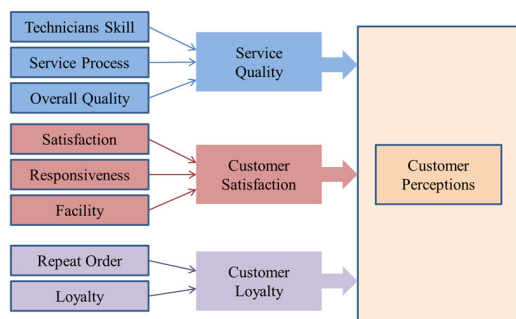 Technicians Skill
Service Process
Overall Quality
Service
Quality
Satisfaction
Responsiveness
Facility
Customer
Satisfaction
Repeat Order
Loyalty
Customer
Loyalty
Customer
Perceptions